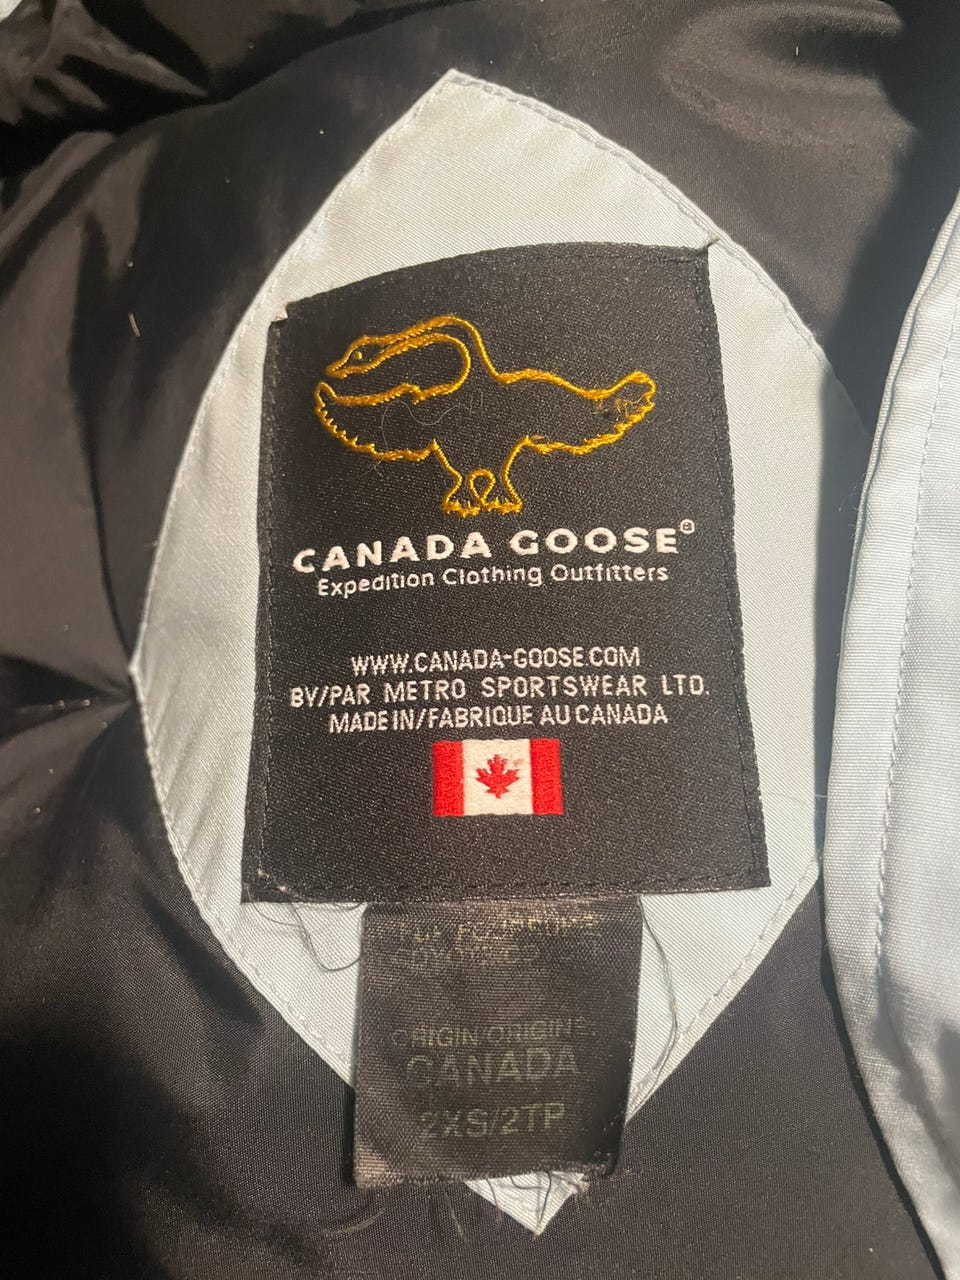 CANADA GOOSE®
Expedition Clothing Outfitters
WWW.CANADA-GOOSE.COM
BY/PAR METRO SPORTSWEAR LTD.
MADE IN/FABRIQUE AU CANADA
ORIGIN/ORIGINE:
CANADA
2XS/2TP